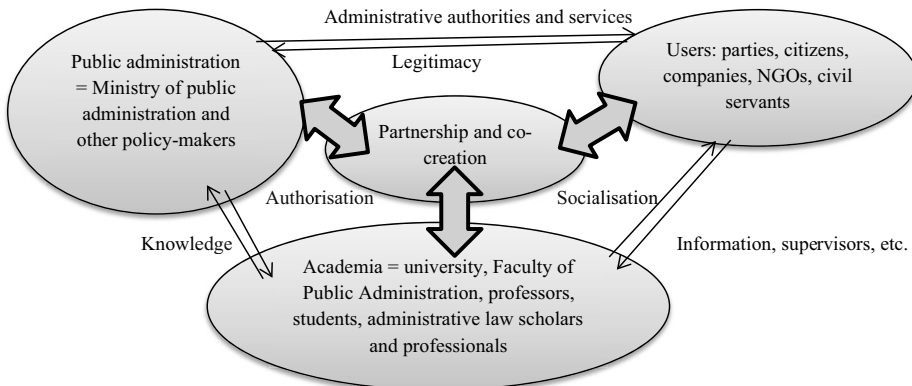 Administrative authorities and services
Legitimacy
Public administration
= Ministry of public
administration and
other policy-makers
Users: parties, citizens,
companies, NGOs, civil
servants
Partnership and co-
creation
Authorisation
Socialisation
Knowledge
Information, supervisors, etc.
Academia = university, Faculty of
Public Administration, professors,
students, administrative law scholars
and professionals